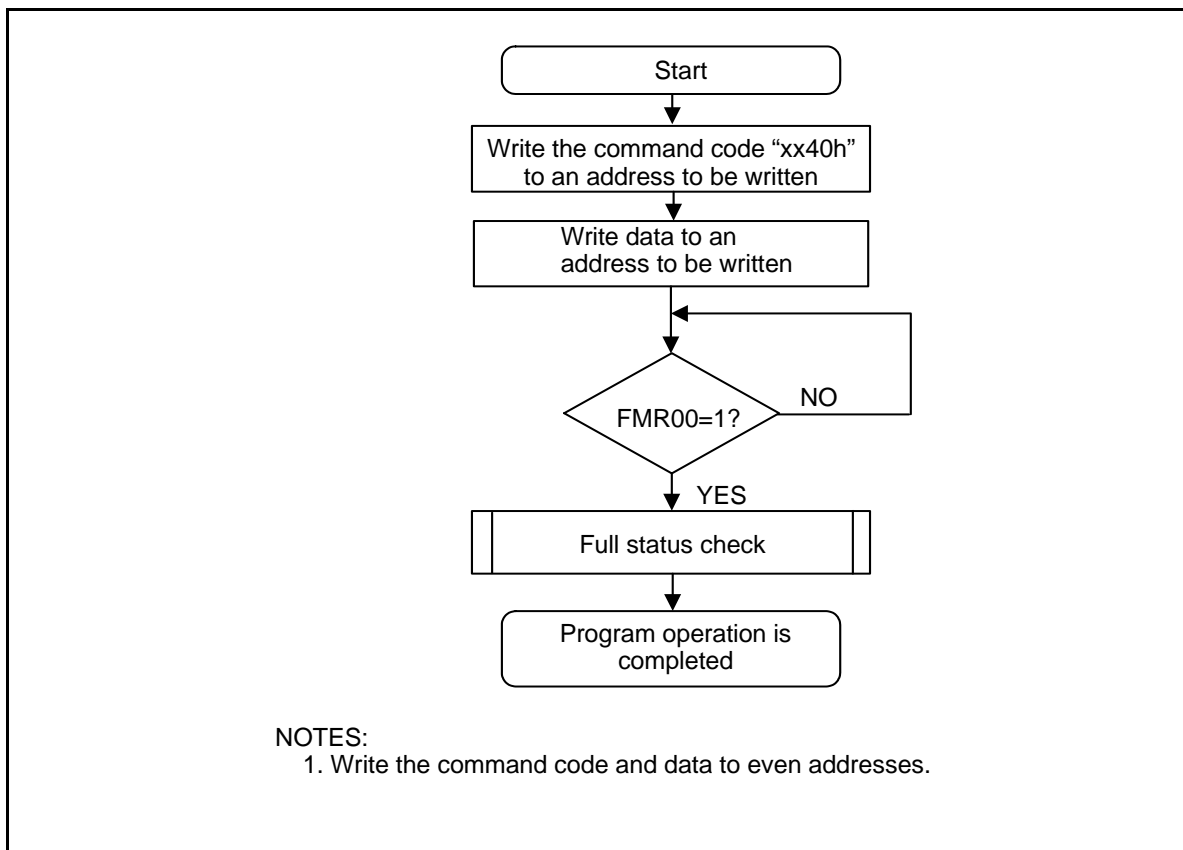 Start
Write the command code “xx40h”
to an address to be written
Write data to an
address to be written
FMR00=1?
NO
YES
Full status check
Program operation is
completed
NOTES:
1. Write the command code and data to even addresses.